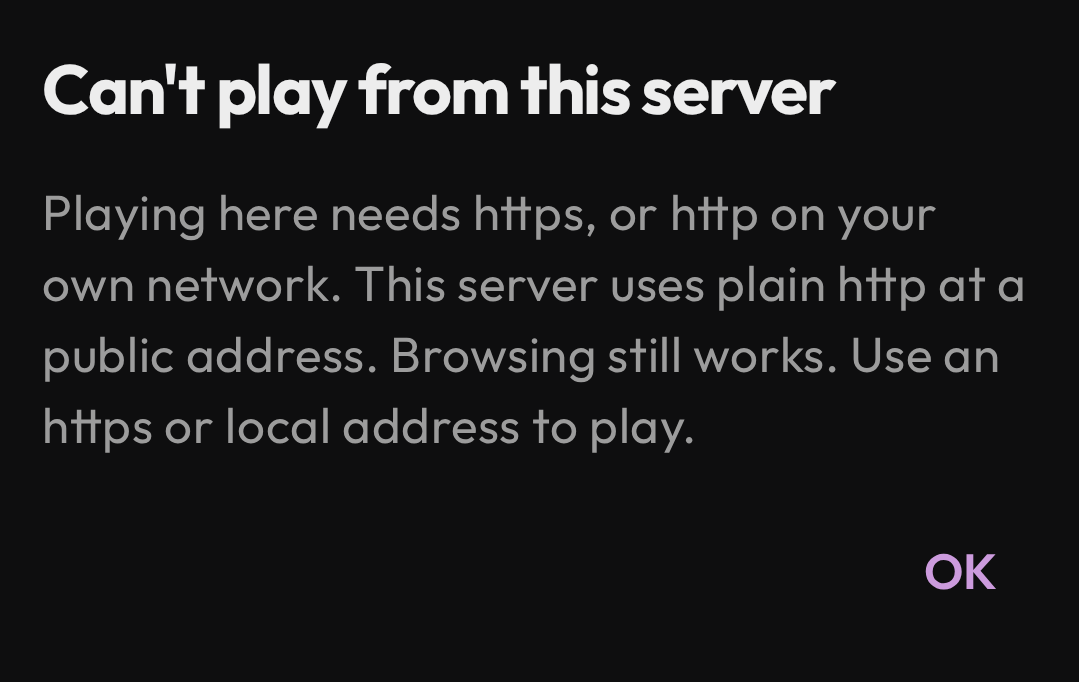 Can't play from this server
Playing here needs https, or http on your
own network. This server uses plain http at a
public address. Browsing still works. Use an
https or local address to play.
OK